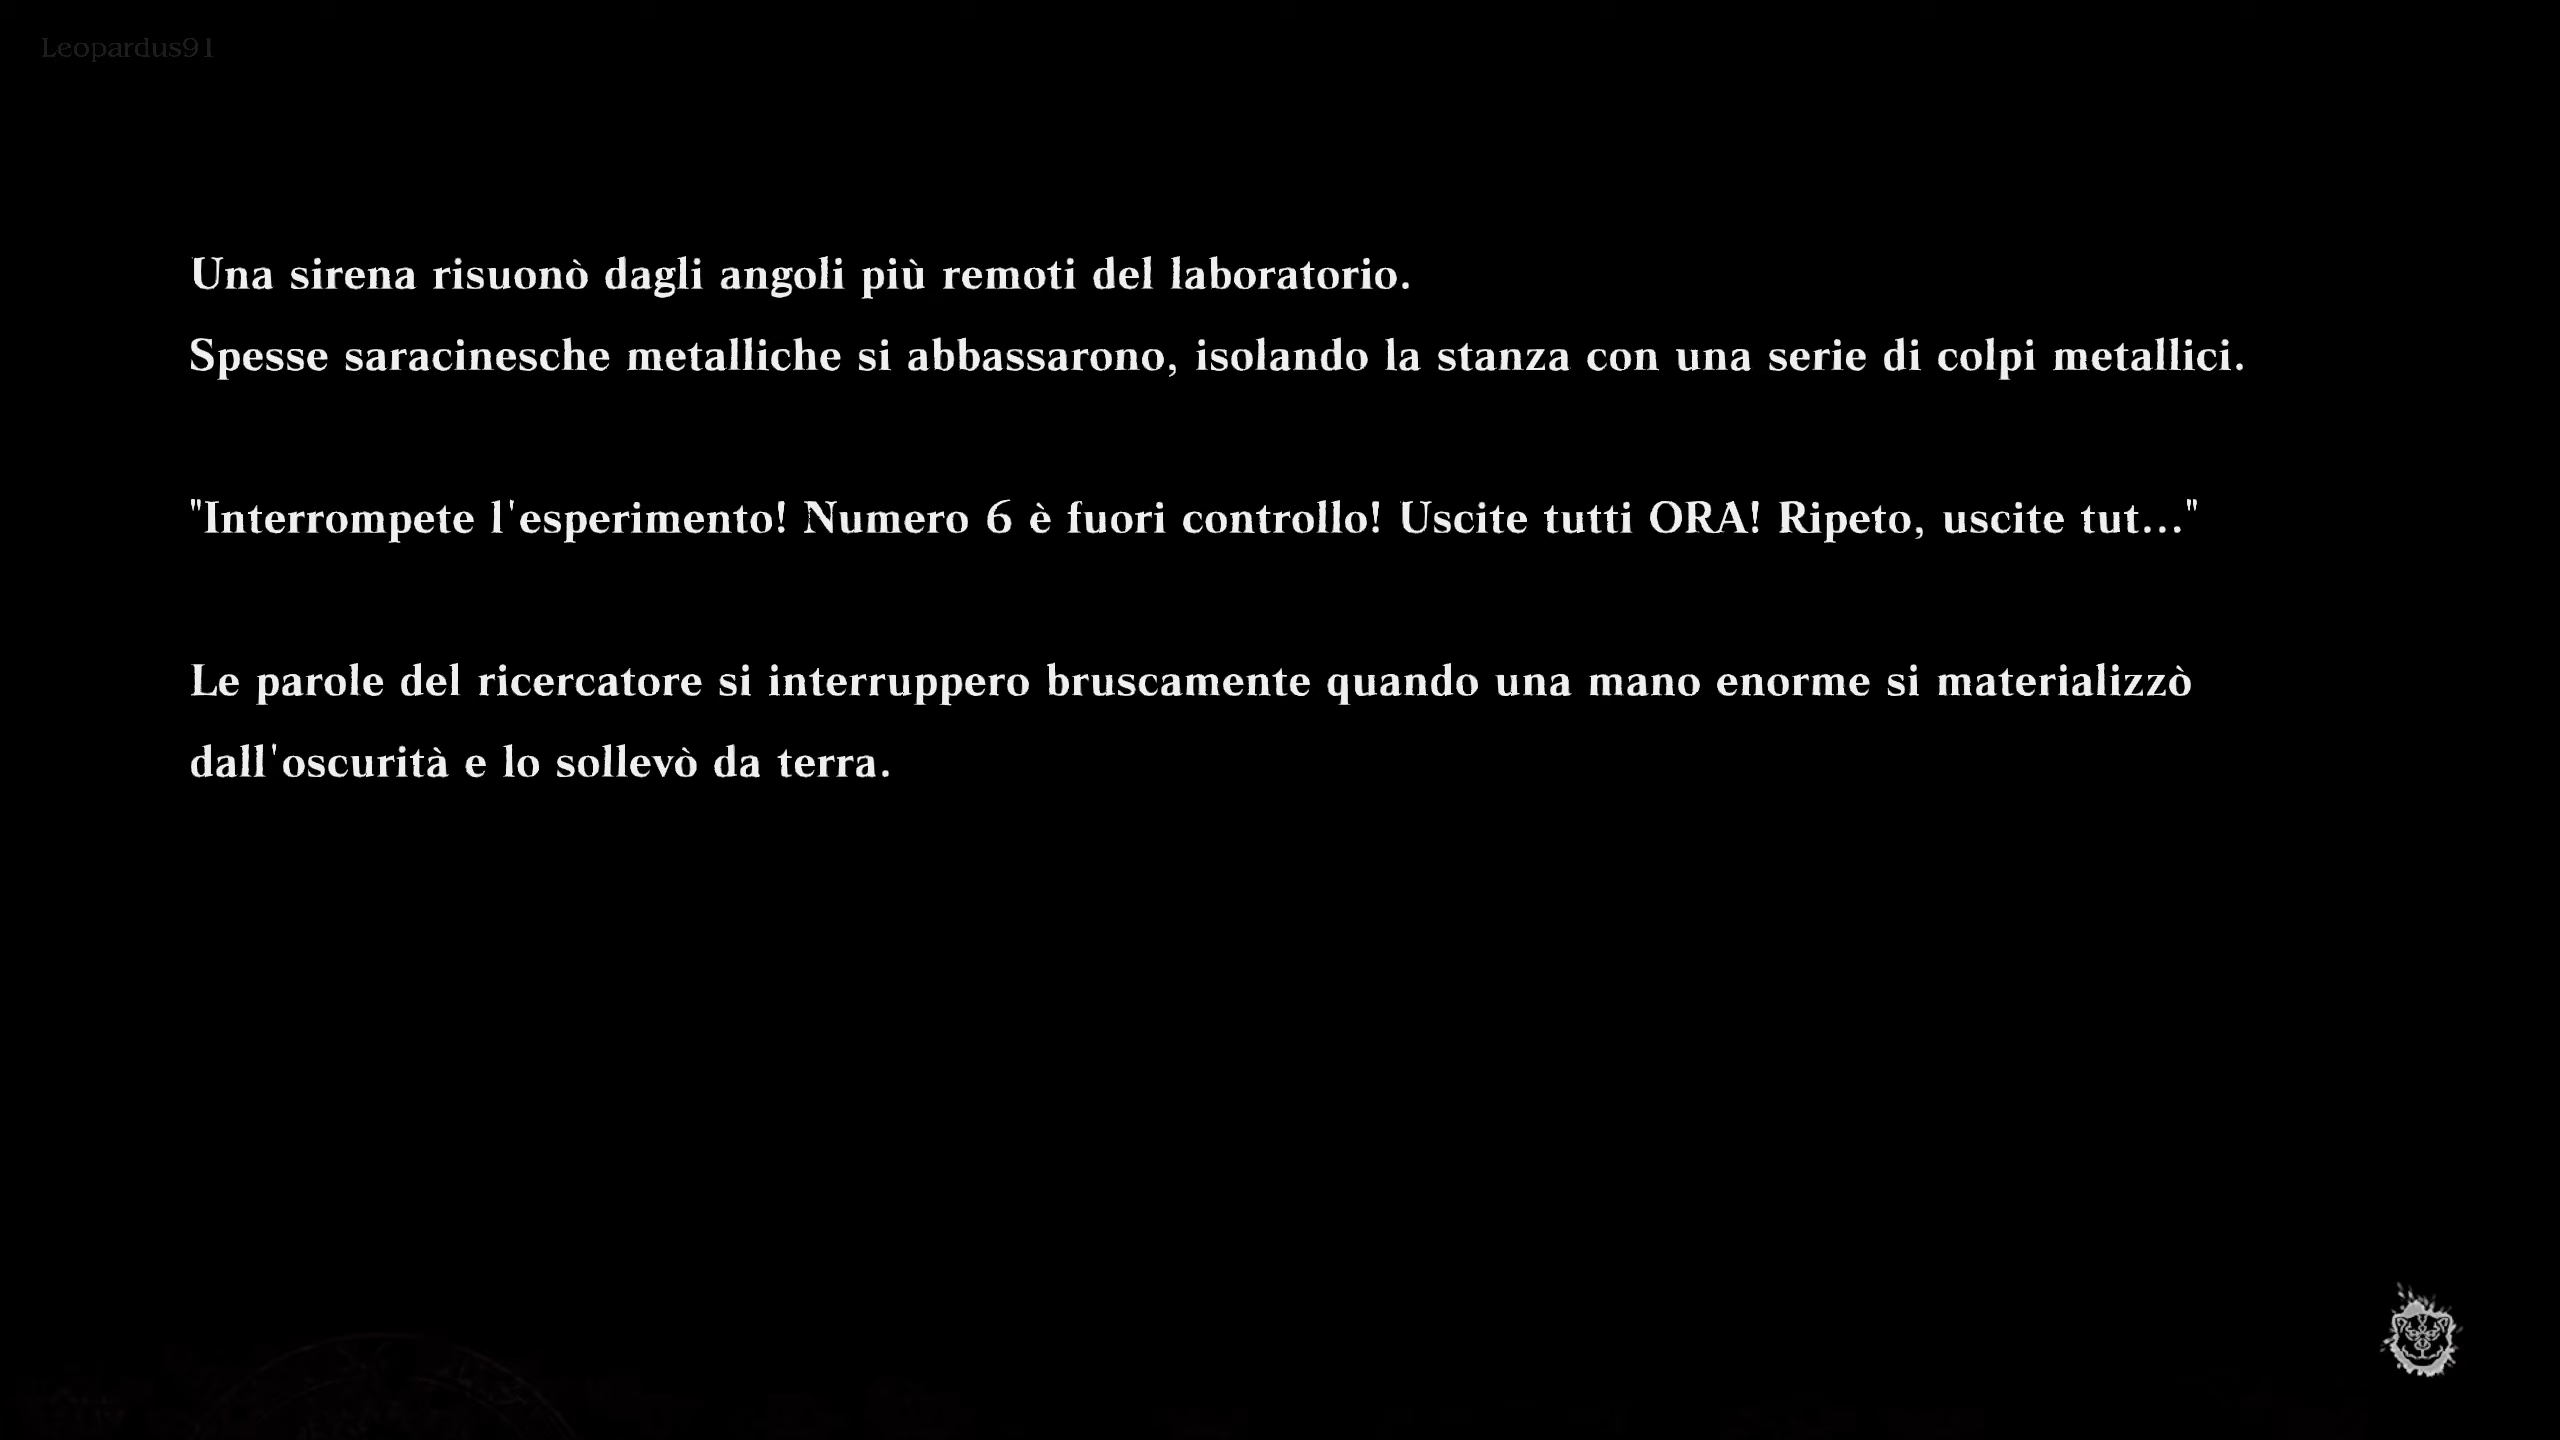 Leopardus91
Una sirena risuonò dagli angoli più remoti del laboratorio.
Spesse saracinesche metalliche si abbassarono, isolando la stanza con una serie di colpi metallici.
"Interrompete l'esperimento! Numero 6 è fuori controllo! Uscite tutti ORA! Ripeto, uscite tut..."
Le parole del ricercatore si interruppero bruscamente quando una mano enorme si materializzò
dall'oscurità e lo sollevò da terra.